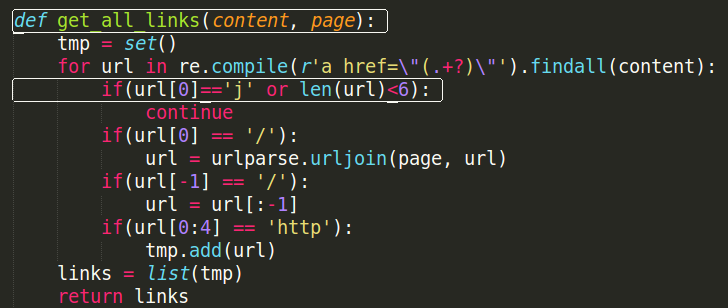 def get_all_links(content, page):
    tmp = set()
    for url in re.compile(r'a href=\"(.+?)\"').findall(content):
        if(url[0]=='j' or len(url)<6):
            continue
        if(url[0] == '/'):
            url = urlparse.urljoin(page, url)
        if(url[-1] == '/'):
            url = url[:-1]
        if(url[0:4] == 'http'):
            tmp.add(url)
    links = list(tmp)
    return links